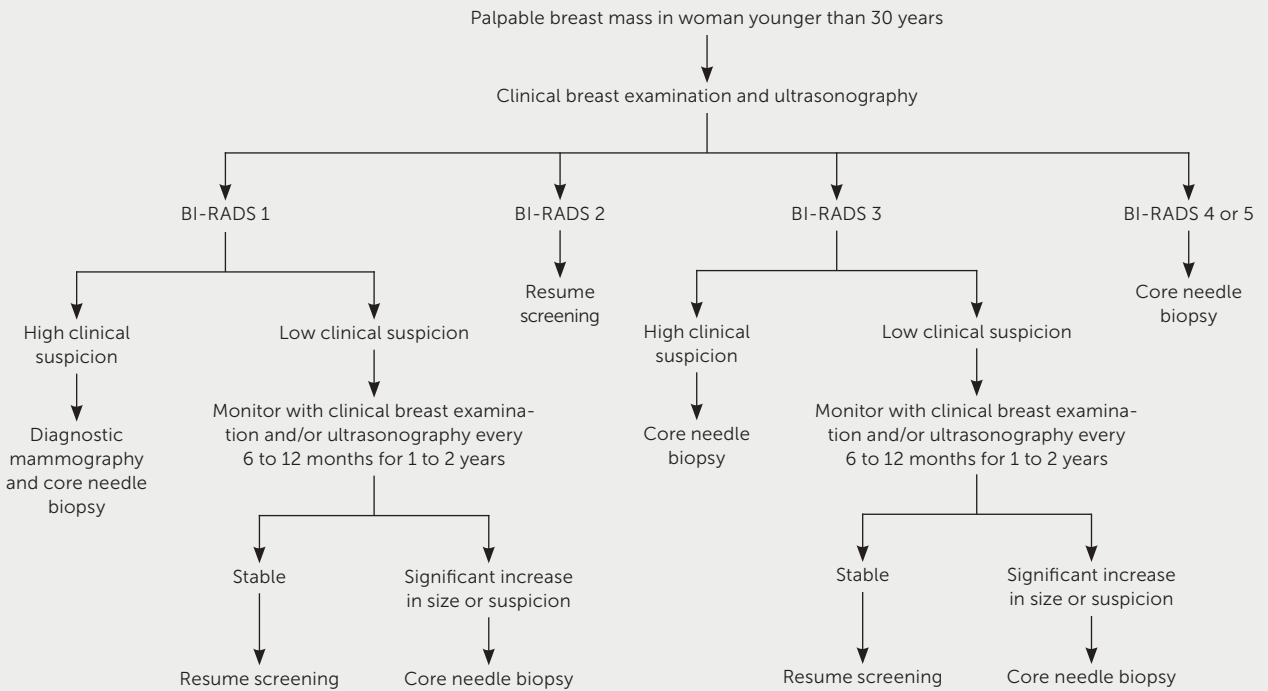 Palpable breast mass in woman younger than 30 years
Clinical breast examination and ultrasonography
BI-RADS 1
BI-RADS 2
BI-RADS 3
BI-RADS 4 or 5
High clinical
suspicion
Low clinical suspicion
Resume
screening
High clinical
suspicion
Low clinical suspicion
Core needle
biopsy
Diagnostic
mammography
and core needle
biopsy
Monitor with clinical breast examina-
tion and/or ultrasonography every
6 to 12 months for 1 to 2 years
Core needle
biopsy
Monitor with clinical breast examina-
tion and/or ultrasonography every
6 to 12 months for 1 to 2 years
Stable
Significant increase
in size or suspicion
Stable
Significant increase
in size or suspicion
Resume screening
Core needle biopsy
Resume screening
Core needle biopsy